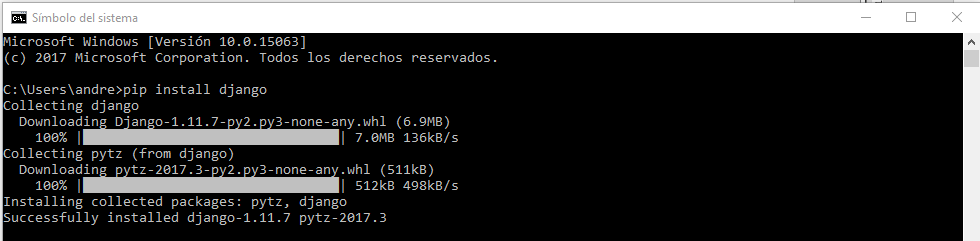 Símbolo del sistema
Microsoft Windows [Versión 10.0.15063]
(c) 2017 Microsoft Corporation. Todos los derechos reservados.
C:\Users\andre>pip install django
Collecting django
  Downloading Django-1.11.7-py2.py3-none-any.whl (6.9MB)
    100% |████████████████████████████████| 7.0MB 136kB/s
Collecting pytz (from django)
  Downloading pytz-2017.3-py2.py3-none-any.whl (511kB)
    100% |████████████████████████████████| 512kB 498kB/s
Installing collected packages: pytz, django
Successfully installed django-1.11.7 pytz-2017.3